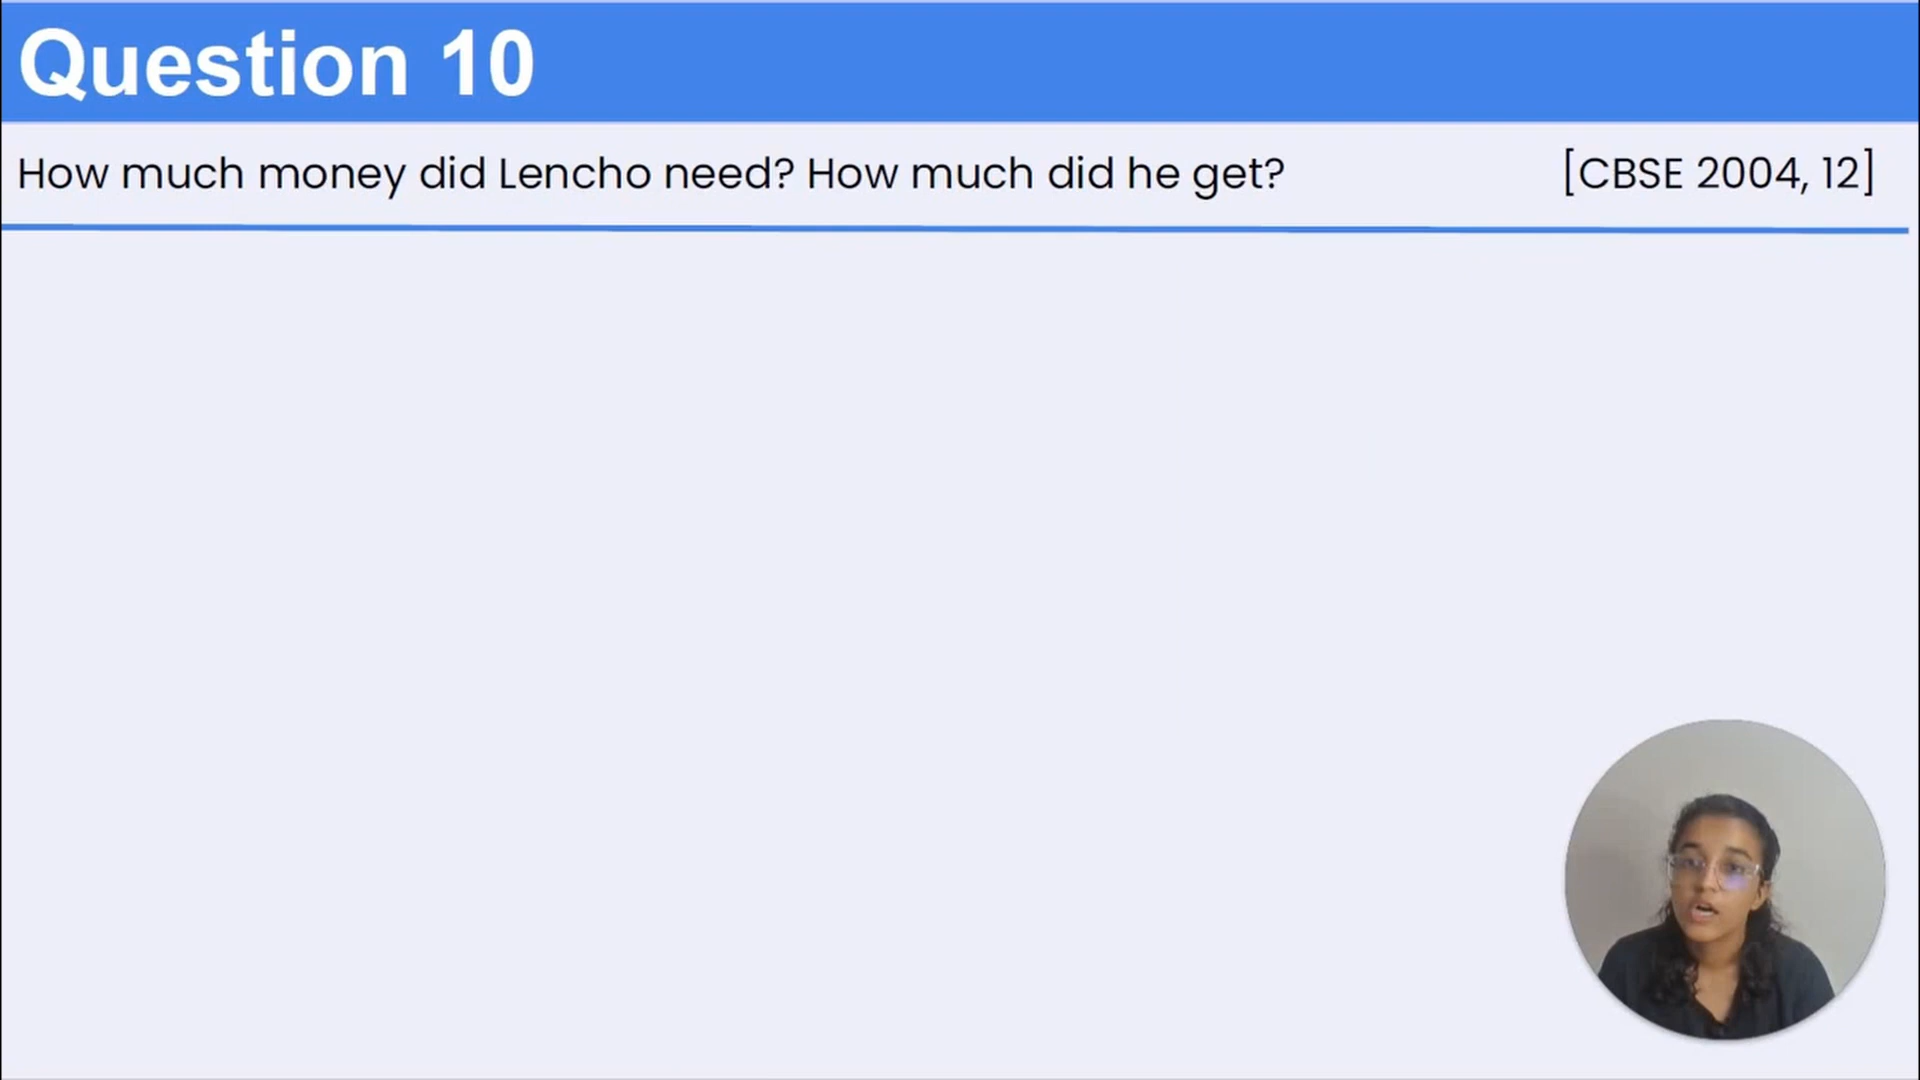 Question 10
How much money did Lencho need? How much did he get? [CBSE 2004, 12]